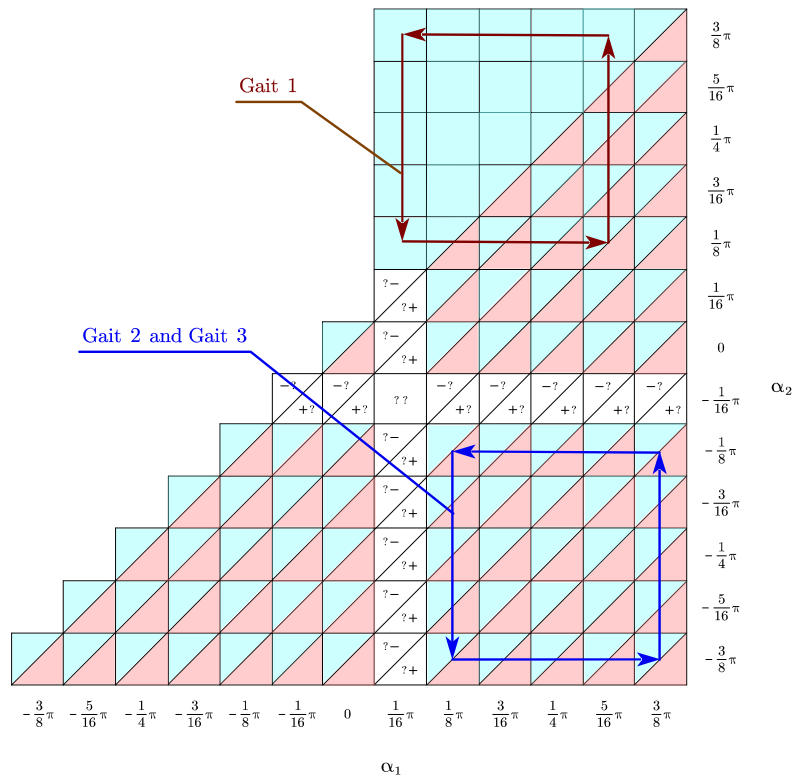 3/8 π
Gait 1
5/16 π
1/4 π
3/16 π
1/8 π
? − ?+
1/16 π
Gait 2 and Gait 3
? − ?+
0
−? +? −? +? ?? −? +? −? +? −? +? −? +? −? +?
−1/16 π
α2
? − ?+
−1/8 π
? − ?+
−3/16 π
? − ?+
−1/4 π
? − ?+
−5/16 π
? − ?+
−3/8 π
−3/8 π −5/16 π −1/4 π −3/16 π −1/8 π −1/16 π 0 1/16 π 1/8 π 3/16 π 1/4 π 5/16 π 3/8 π
α1